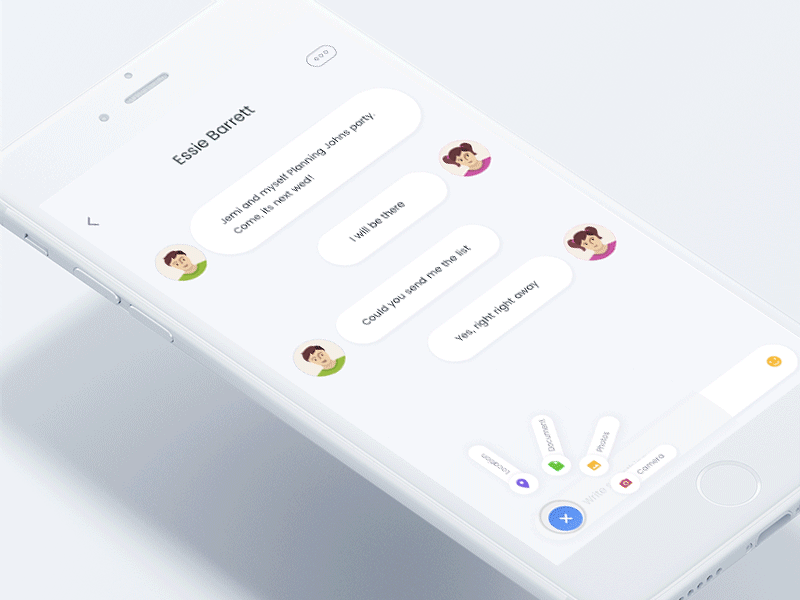 Essie Barrett
Jemi and myself Planning Johns party.
Come, its next wed!
I will be there
Could you send me the list
Yes, right right away
Location
Document
Photos
Camera
Write